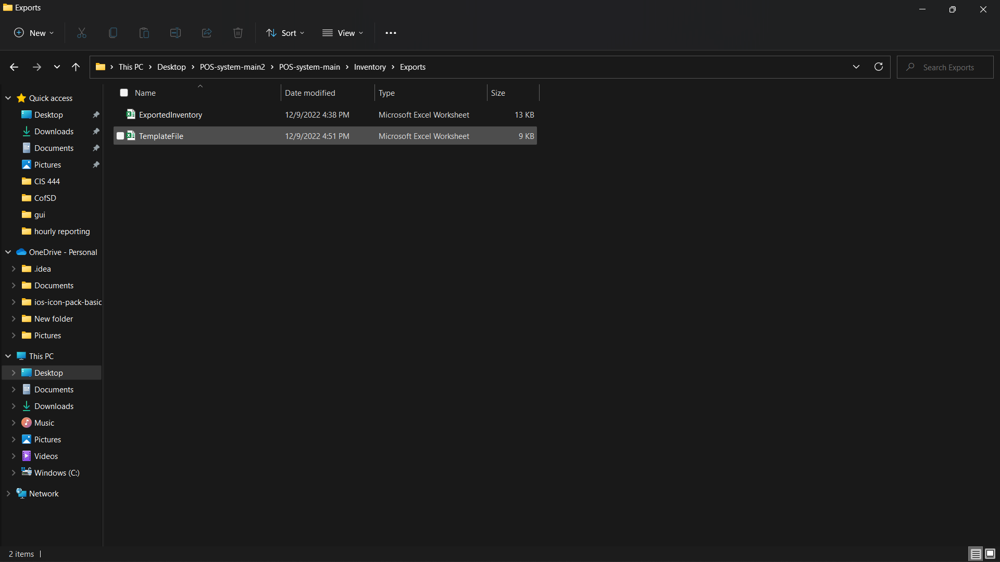 Exports
New
Sort
View
This PC > Desktop > POS-system-main2 > POS-system-main > Inventory > Exports
Search Exports
Name Date modified Type Size
ExportedInventory 12/9/2022 4:38 PM Microsoft Excel Worksheet 13 KB
TemplateFile 12/9/2022 4:51 PM Microsoft Excel Worksheet 9 KB
Quick access
Desktop
Downloads
Documents
Pictures
CIS 444
CofSD
gui
hourly reporting
OneDrive - Personal
.idea
Documents
ios-icon-pack-basic
New folder
Pictures
This PC
Desktop
Documents
Downloads
Music
Pictures
Videos
Windows (C:)
Network
2 items